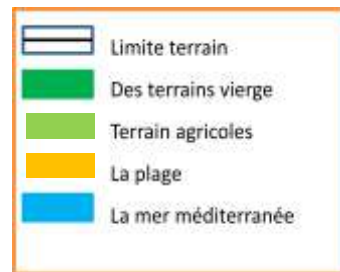 Limite terrain
Des terrains vierge
Terrain agricoles
La plage
La mer méditerranée